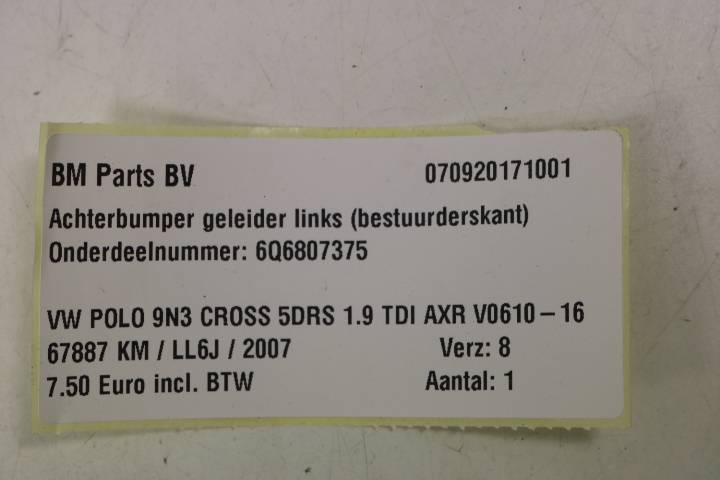 BM Parts BV 070920171001
Achterbumper geleider links (bestuurderskant)
Onderdeelnummer: 6Q6807375
VW POLO 9N3 CROSS 5DRS 1.9 TDI AXR V0610-16
67887 KM / LL6J / 2007 Verz: 8
7.50 Euro incl. BTW Aantal: 1